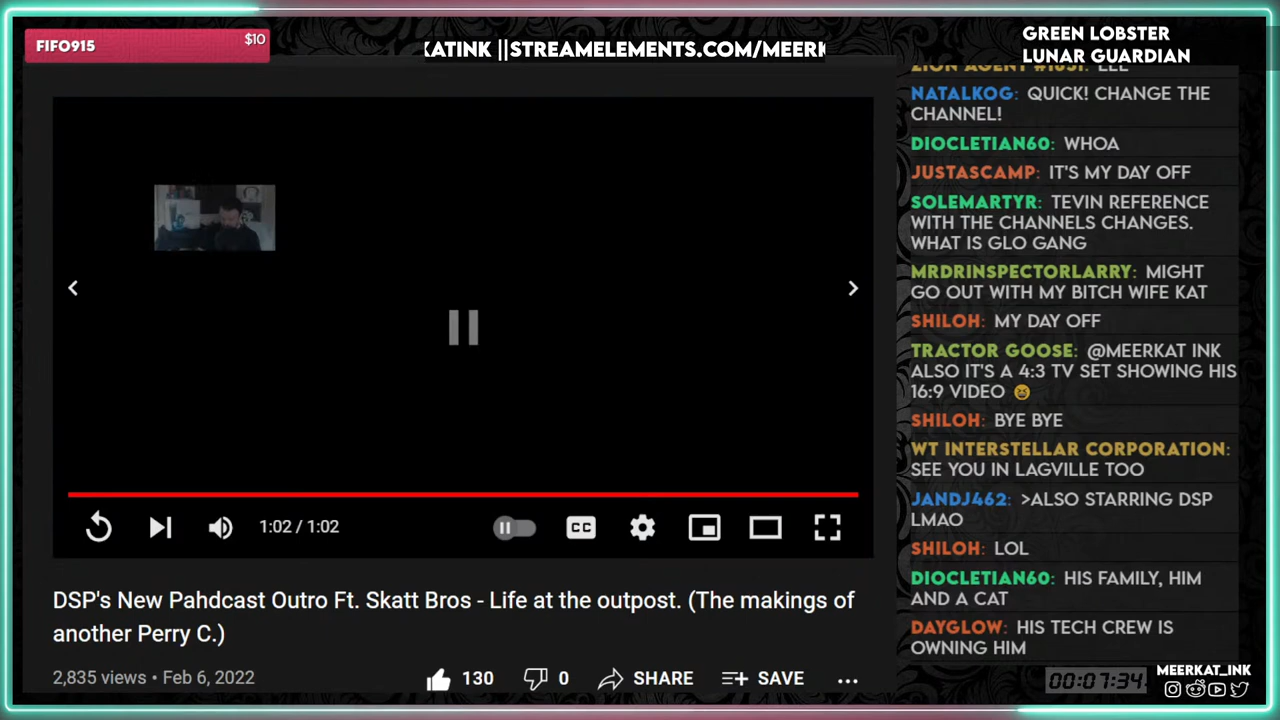 FIFO915
$10
KATINK ||STREAMELEMENTS.COM/MEERK
GREEN LOBSTER
LUNAR GUARDIAN
NATALKOG: QUICK! CHANGE THE
CHANNEL!
DIOCLETIAN60: WHOA
JUSTASCAMP: IT'S MY DAY OFF
SOLEMARTYR: TEVIN REFERENCE
WITH THE CHANNELS CHANGES.
WHAT IS GLO GANG
MRDRINSPECTORLARRY: MIGHT
GO OUT WITH MY BITCH WIFE KAT
SHILOH: MY DAY OFF
TRACTOR GOOSE: @MEERKAT INK
ALSO IT'S A 4:3 TV SET SHOWING HIS
16:9 VIDEO 😆
SHILOH: BYE BYE
WT INTERSTELLAR CORPORATION:
SEE YOU IN LAGVILLE TOO
JANDJ462: >ALSO STARRING DSP
LMAO
SHILOH: LOL
DIOCLETIAN60: HIS FAMILY, HIM
AND A CAT
DAYGLOW: HIS TECH CREW IS
OWNING HIM
1:02 / 1:02
CC
DSP's New Pahdcast Outro Ft. Skatt Bros - Life at the outpost. (The makings of
another Perry C.)
2,835 views • Feb 6, 2022
130
0
SHARE
SAVE
00:07:34
MEERKAT_INK